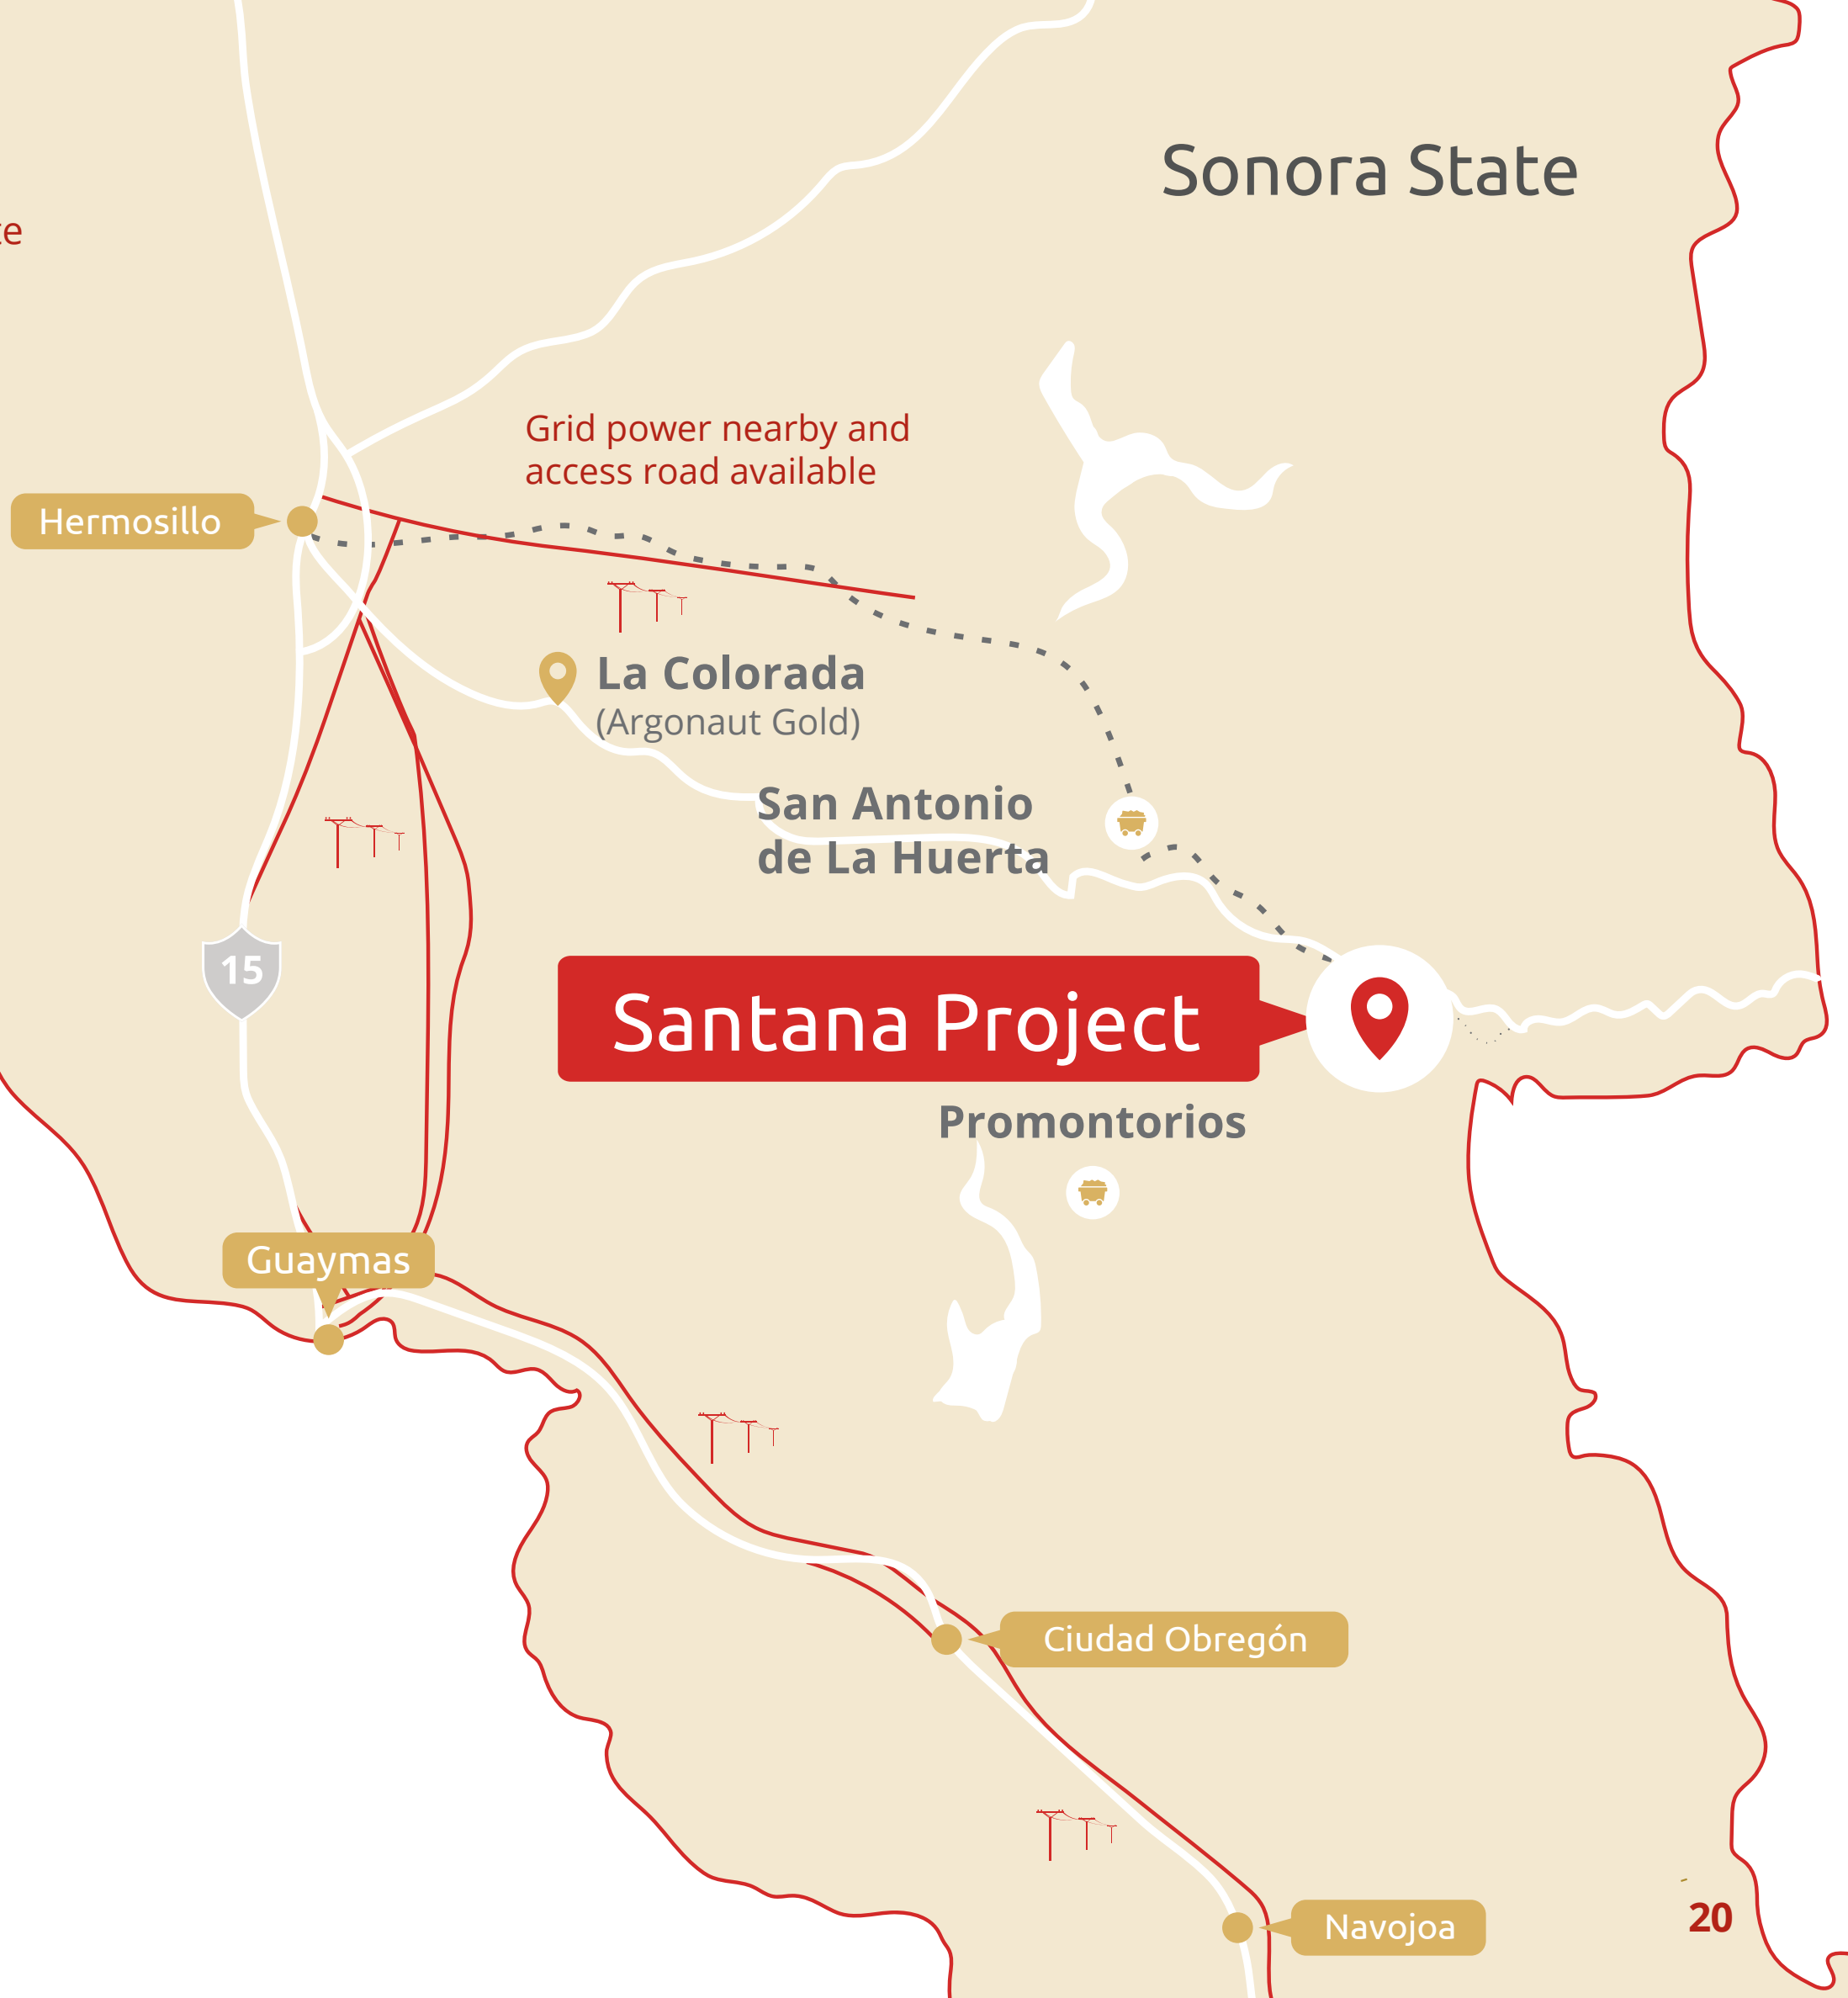 Sonora State
Grid power nearby and
access road available
Hermosillo
La Colorada
(Argonaut Gold)
San Antonio
de La Huerta
15
Santana Project
Promontorios
Guaymas
Ciudad Obregón
Navojoa
20